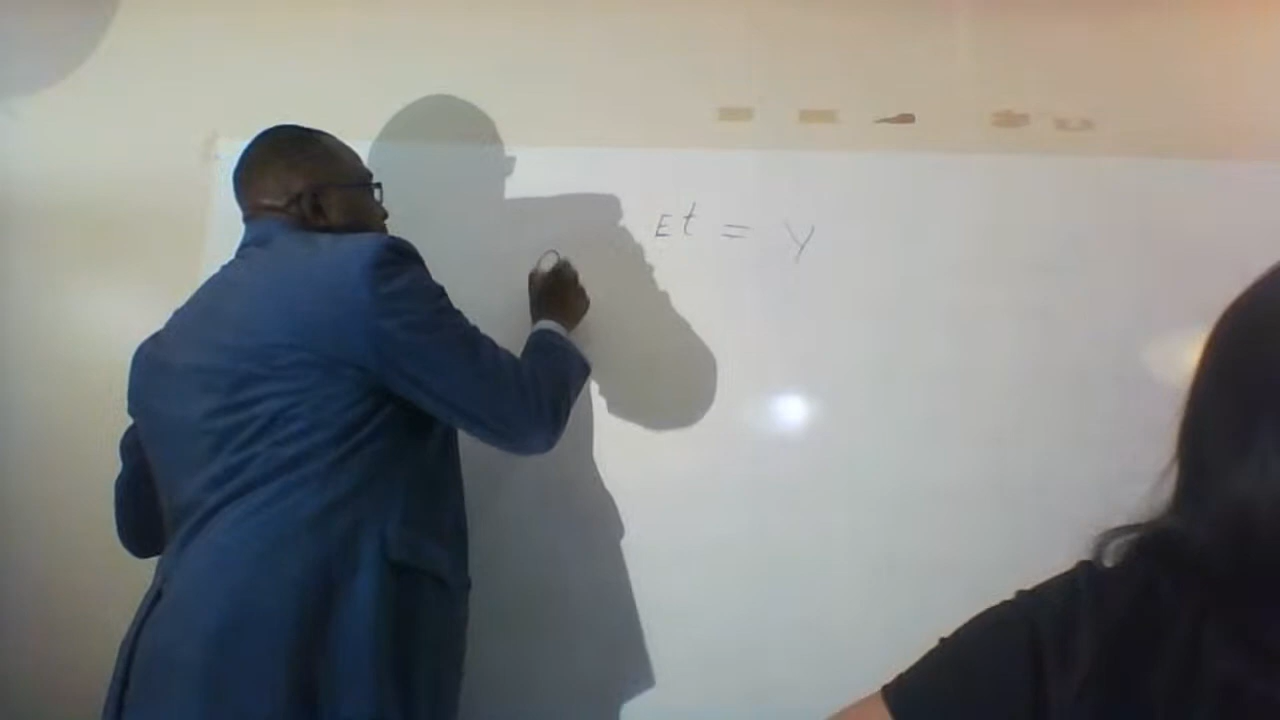 Et = y